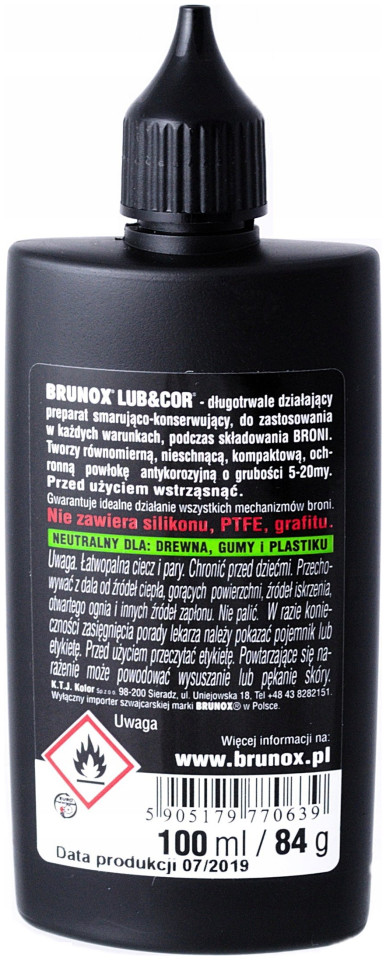 BRUNOX® LUB&COR® - długotrwale działający
preparat smarująco-konserwujący, do zastosowania
w każdych warunkach, podczas składowania BRONI.
Tworzy równomierną, nieschnącą, kompaktową, och-
ronną powłokę antykorozyjną o grubości 5-20my.
Przed użyciem wstrząsnąć.
Gwarantuje idealne działanie wszystkich mechanizmów broni.
Nie zawiera silikonu, PTFE, grafitu.
NEUTRALNY DLA: DREWNA, GUMY i PLASTIKU
Uwaga. Łatwopalna ciecz i pary. Chronić przed dziećmi. Przecho-
wywać z dala od źródeł ciepła, gorących powierzchni, źródeł iskrzenia,
otwartego ognia i innych źródeł zapłonu. Nie palić. W razie konie-
czności zasięgnięcia porady lekarza należy pokazać pojemnik lub
etykietę. Przed użyciem przeczytać etykietę. Powtarzające się na-
rażenie może powodować wysuszanie lub pękanie skóry.
K.T.J. Kolor Sp z o o 98-200 Sieradz, ul. Uniejowska 18, Tel +48 43 8282151.
Wyłączny importer szwajcarskiej marki BRUNOX® w Polsce.
Uwaga
Więcej informacji na:
www.brunox.pl
5 905179 770639
100 ml / 84 g
Data produkcji 07/2019